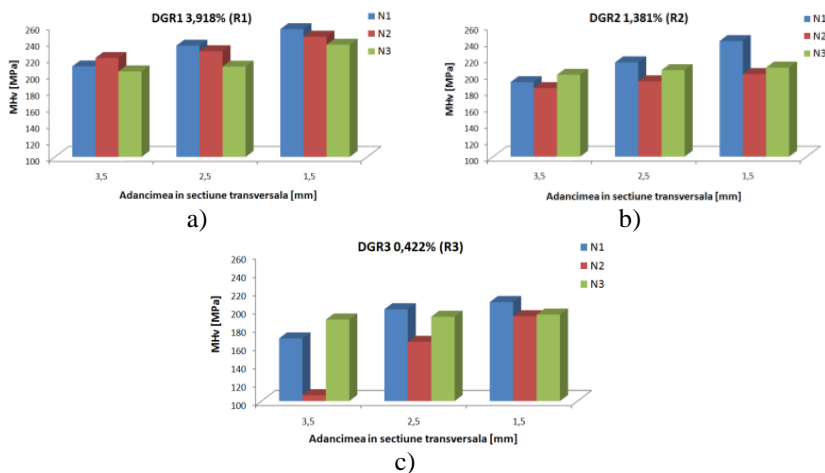 DGR1 3,918% (R1)
MHv [MPa]
260
240
220
200
180
160
140
120
100
3,5
2,5
1,5
Adancimea in sectiune transversala [mm]
N1
N2
N3
a)
DGR2 1,381% (R2)
MHv [MPa]
260
240
220
200
180
160
140
120
100
3,5
2,5
1,5
Adancimea in sectiune transversala [mm]
N1
N2
N3
b)
DGR3 0,422% (R3)
MHv [MPa]
260
240
220
200
180
160
140
120
100
3,5
2,5
1,5
Adancimea in sectiune transversala [mm]
N1
N2
N3
c)